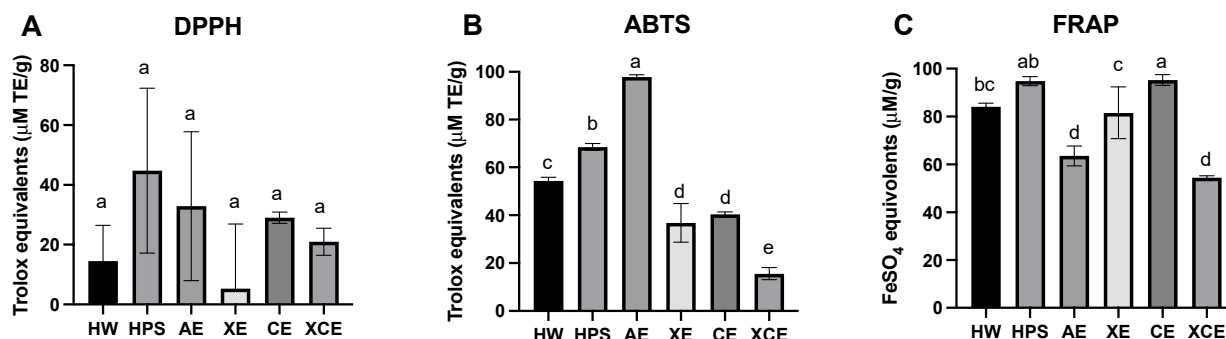 A DPPH
Trolox equivalents (μM TE/g)
80
60
40
20
0
a a a a a a
HW HPS AE XE CE XCE
B ABTS
Trolox equivalents (μM TE/g)
100
80
60
40
20
0
c b a d d e
HW HPS AE XE CE XCE
C FRAP
FeSO4 equivolents (μM/g)
100
80
60
40
20
0
bc ab d c a d
HW HPS AE XE CE XCE